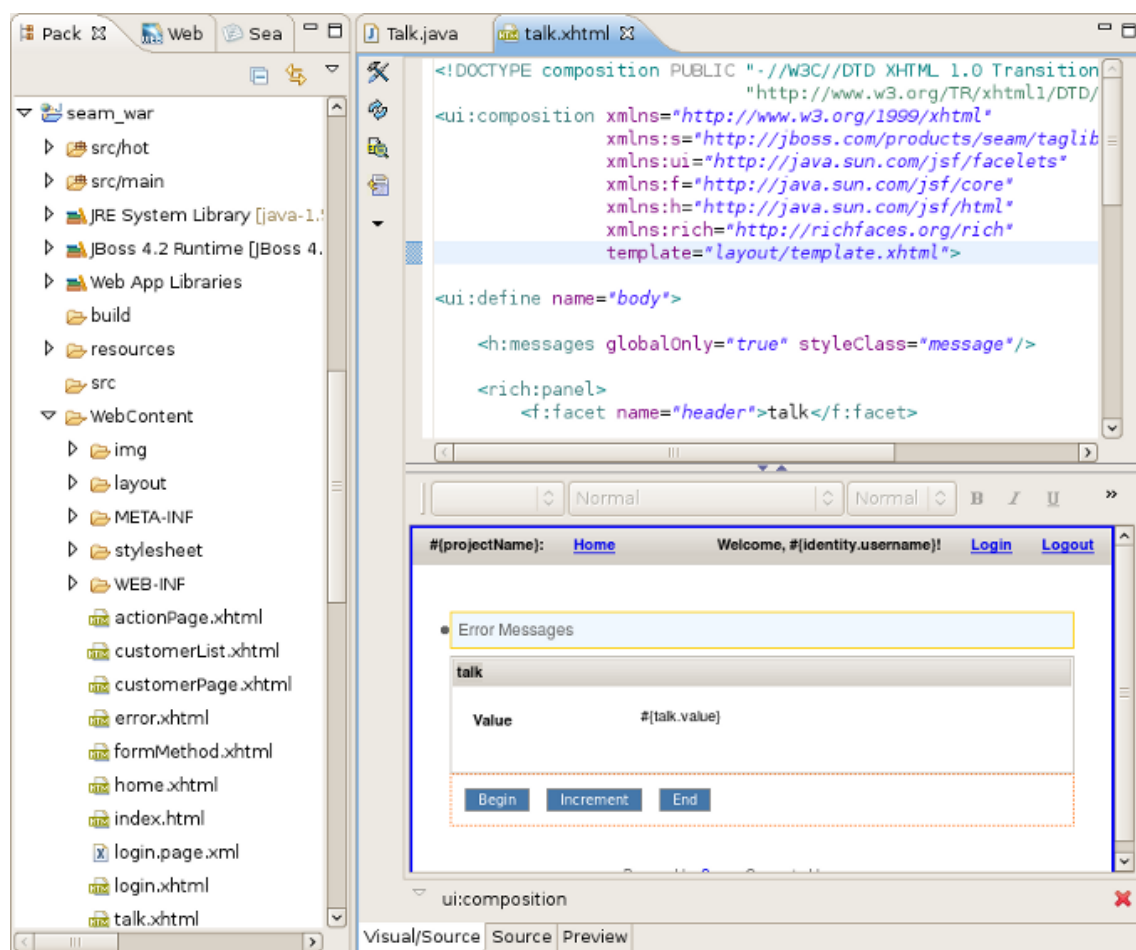 Pack Web Sea
seam_war
src/hot
src/main
JRE System Library [java-1.
JBoss 4.2 Runtime [JBoss 4.
Web App Libraries
build
resources
src
WebContent
img
layout
META-INF
stylesheet
WEB-INF
actionPage.xhtml
customerList.xhtml
customerPage.xhtml
error.xhtml
formMethod.xhtml
home.xhtml
index.html
login.page.xml
login.xhtml
talk.xhtml
Talk.java talk.xhtml
<!DOCTYPE composition PUBLIC "-//W3C//DTD XHTML 1.0 Transition
"http://www.w3.org/TR/xhtml1/DTD/
<ui:composition xmlns="http://www.w3.org/1999/xhtml"
xmlns:s="http://jboss.com/products/seam/taglib
xmlns:ui="http://java.sun.com/jsf/facelets"
xmlns:f="http://java.sun.com/jsf/core"
xmlns:h="http://java.sun.com/jsf/html"
xmlns:rich="http://richfaces.org/rich"
template="layout/template.xhtml">
<ui:define name="body">
<h:messages globalOnly="true" styleClass="message"/>
<rich:panel>
<f:facet name="header">talk</f:facet>
Normal Normal B I U »
#{projectName}: Home Welcome, #{identity.username}! Login Logout
Error Messages
talk
Value #{talk.value}
Begin Increment End
ui:composition
Visual/Source Source Preview